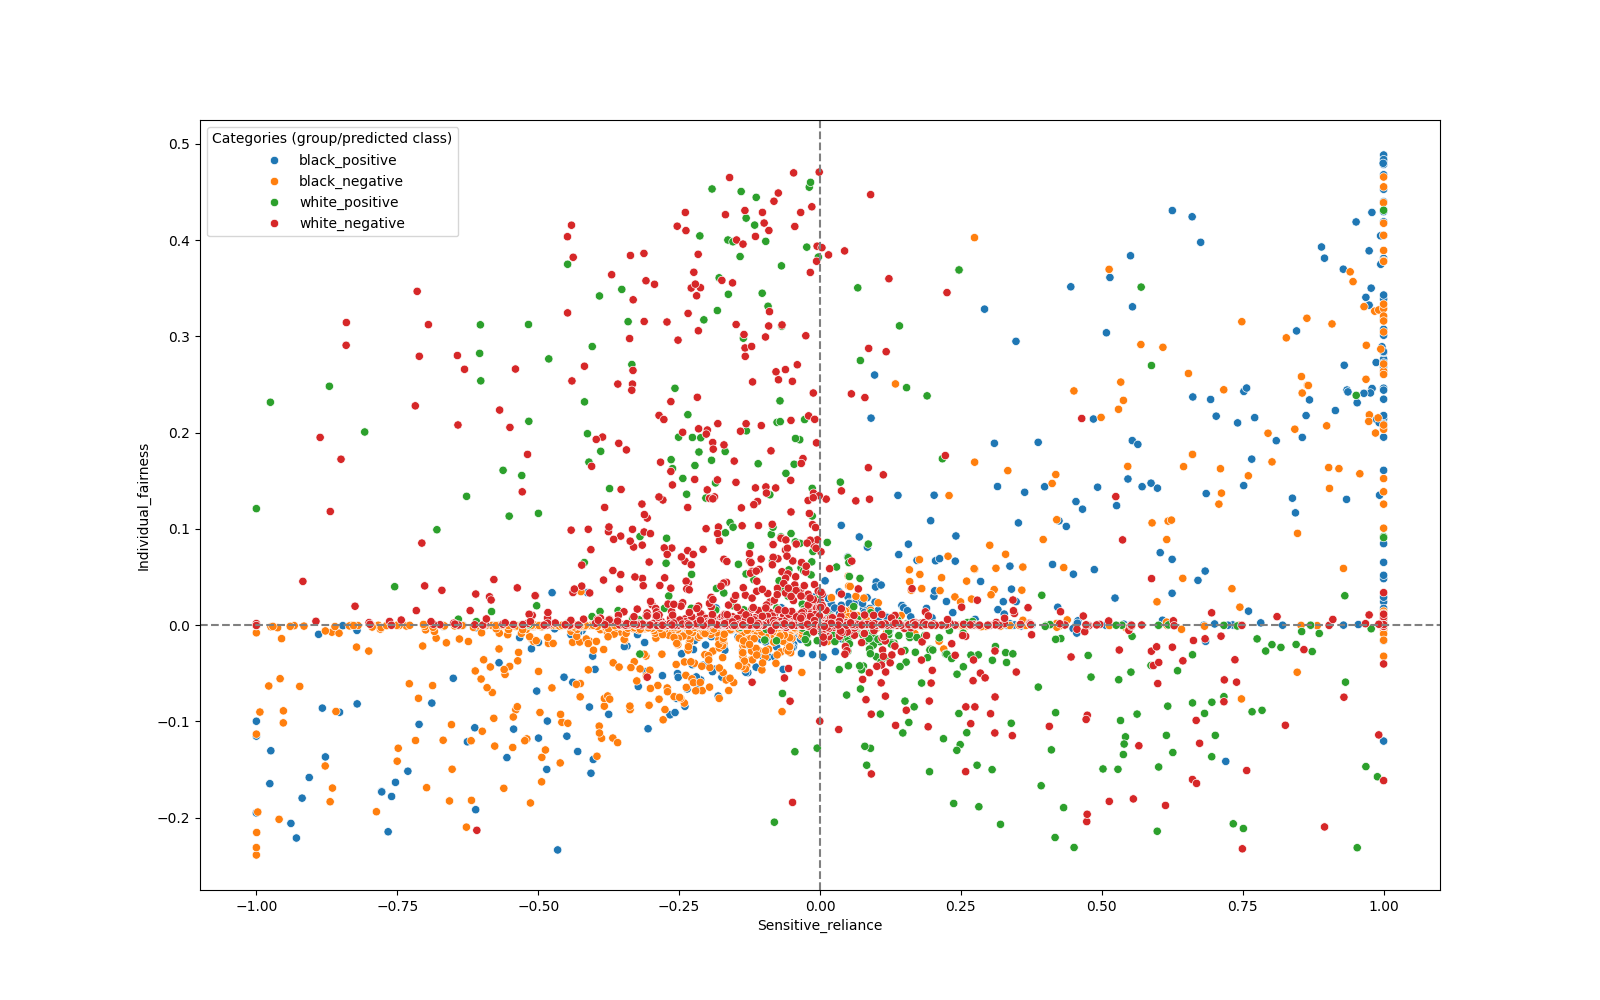 Categories (group/predicted class)
black_positive
black_negative
white_positive
white_negative
0.5
0.4
0.3
0.2
0.1
0.0
−0.1
−0.2
Individual_fairness
−1.00 −0.75 −0.50 −0.25 0.00 0.25 0.50 0.75 1.00
Sensitive_reliance